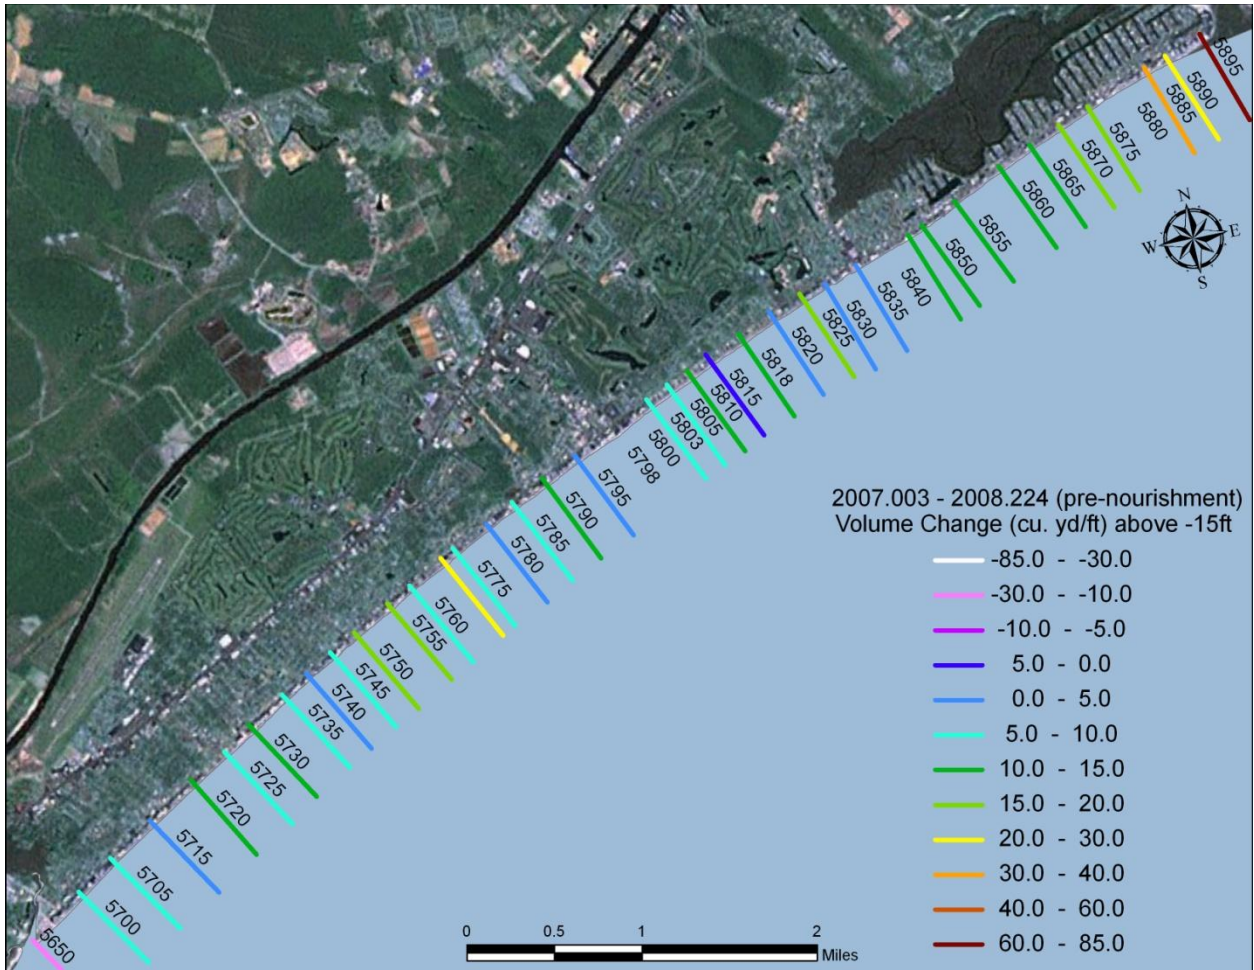 5895
5890
5885
5880
5875
5870
5865
5860
5855
5850
5840
5835
5830
5825
5820
5818
5815
5810
5805
5803
5800
5798
5795
5790
5785
5780
5775
5760
5755
5750
5745
5740
5735
5730
5725
5720
5715
5705
5700
5650
N
W E
S
2007.003 - 2008.224 (pre-nourishment)
Volume Change (cu. yd/ft) above -15ft
-85.0 - -30.0
-30.0 - -10.0
-10.0 - -5.0
5.0 - 0.0
0.0 - 5.0
5.0 - 10.0
10.0 - 15.0
15.0 - 20.0
20.0 - 30.0
30.0 - 40.0
40.0 - 60.0
60.0 - 85.0
0 0.5 1 2
Miles